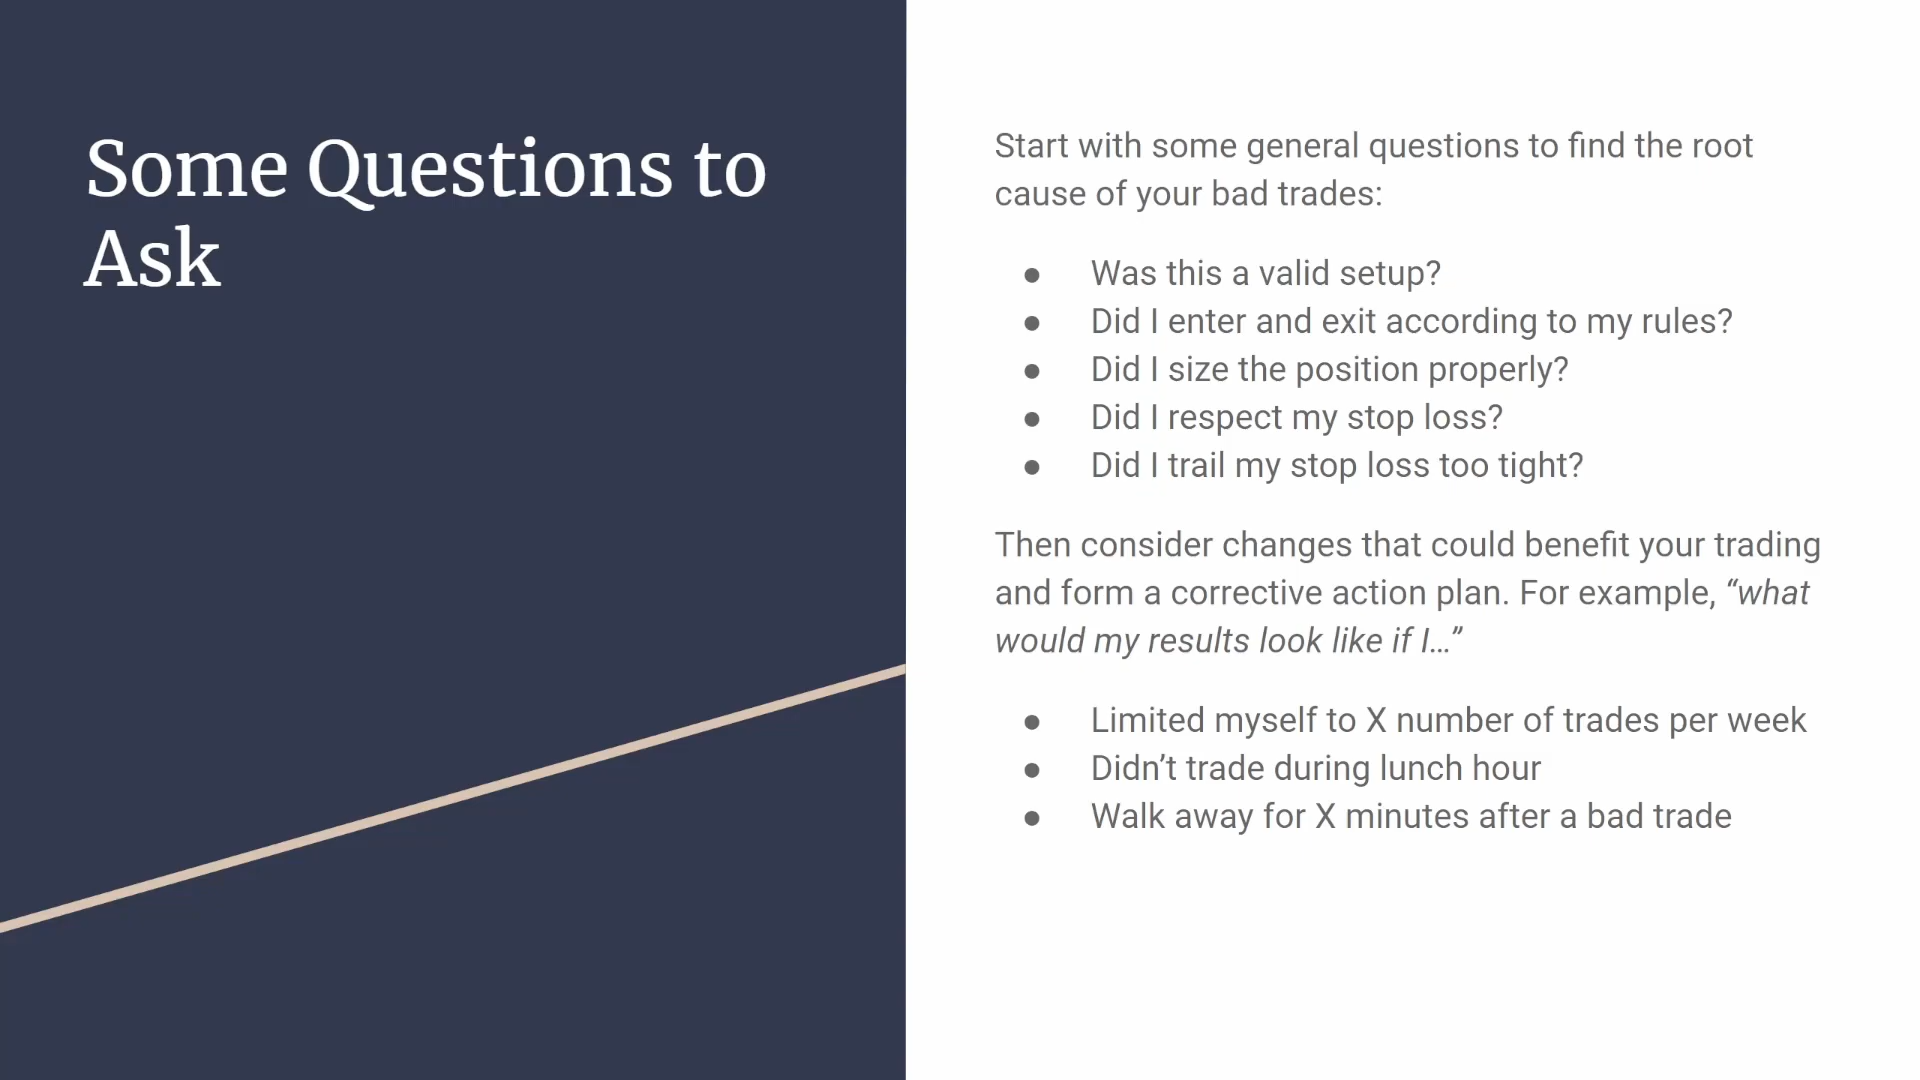 Some Questions to
Ask
Start with some general questions to find the root
cause of your bad trades:
● Was this a valid setup?
● Did I enter and exit according to my rules?
● Did I size the position properly?
● Did I respect my stop loss?
● Did I trail my stop loss too tight?
Then consider changes that could benefit your trading
and form a corrective action plan. For example, “what
would my results look like if I…”
● Limited myself to X number of trades per week
● Didn’t trade during lunch hour
● Walk away for X minutes after a bad trade